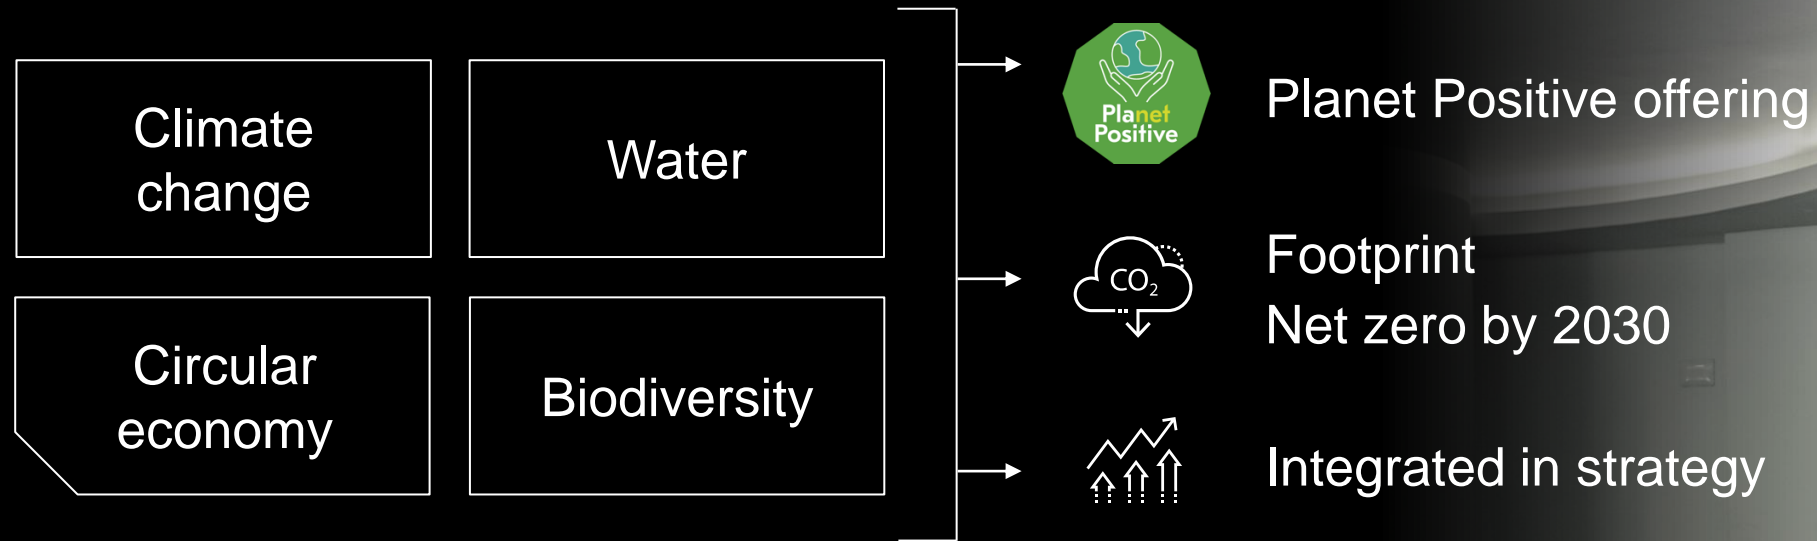 Climate
change
Water
Circular
economy
Biodiversity
Planet
Positive
Planet Positive offering
CO₂
Footprint
Net zero by 2030
Integrated in strategy